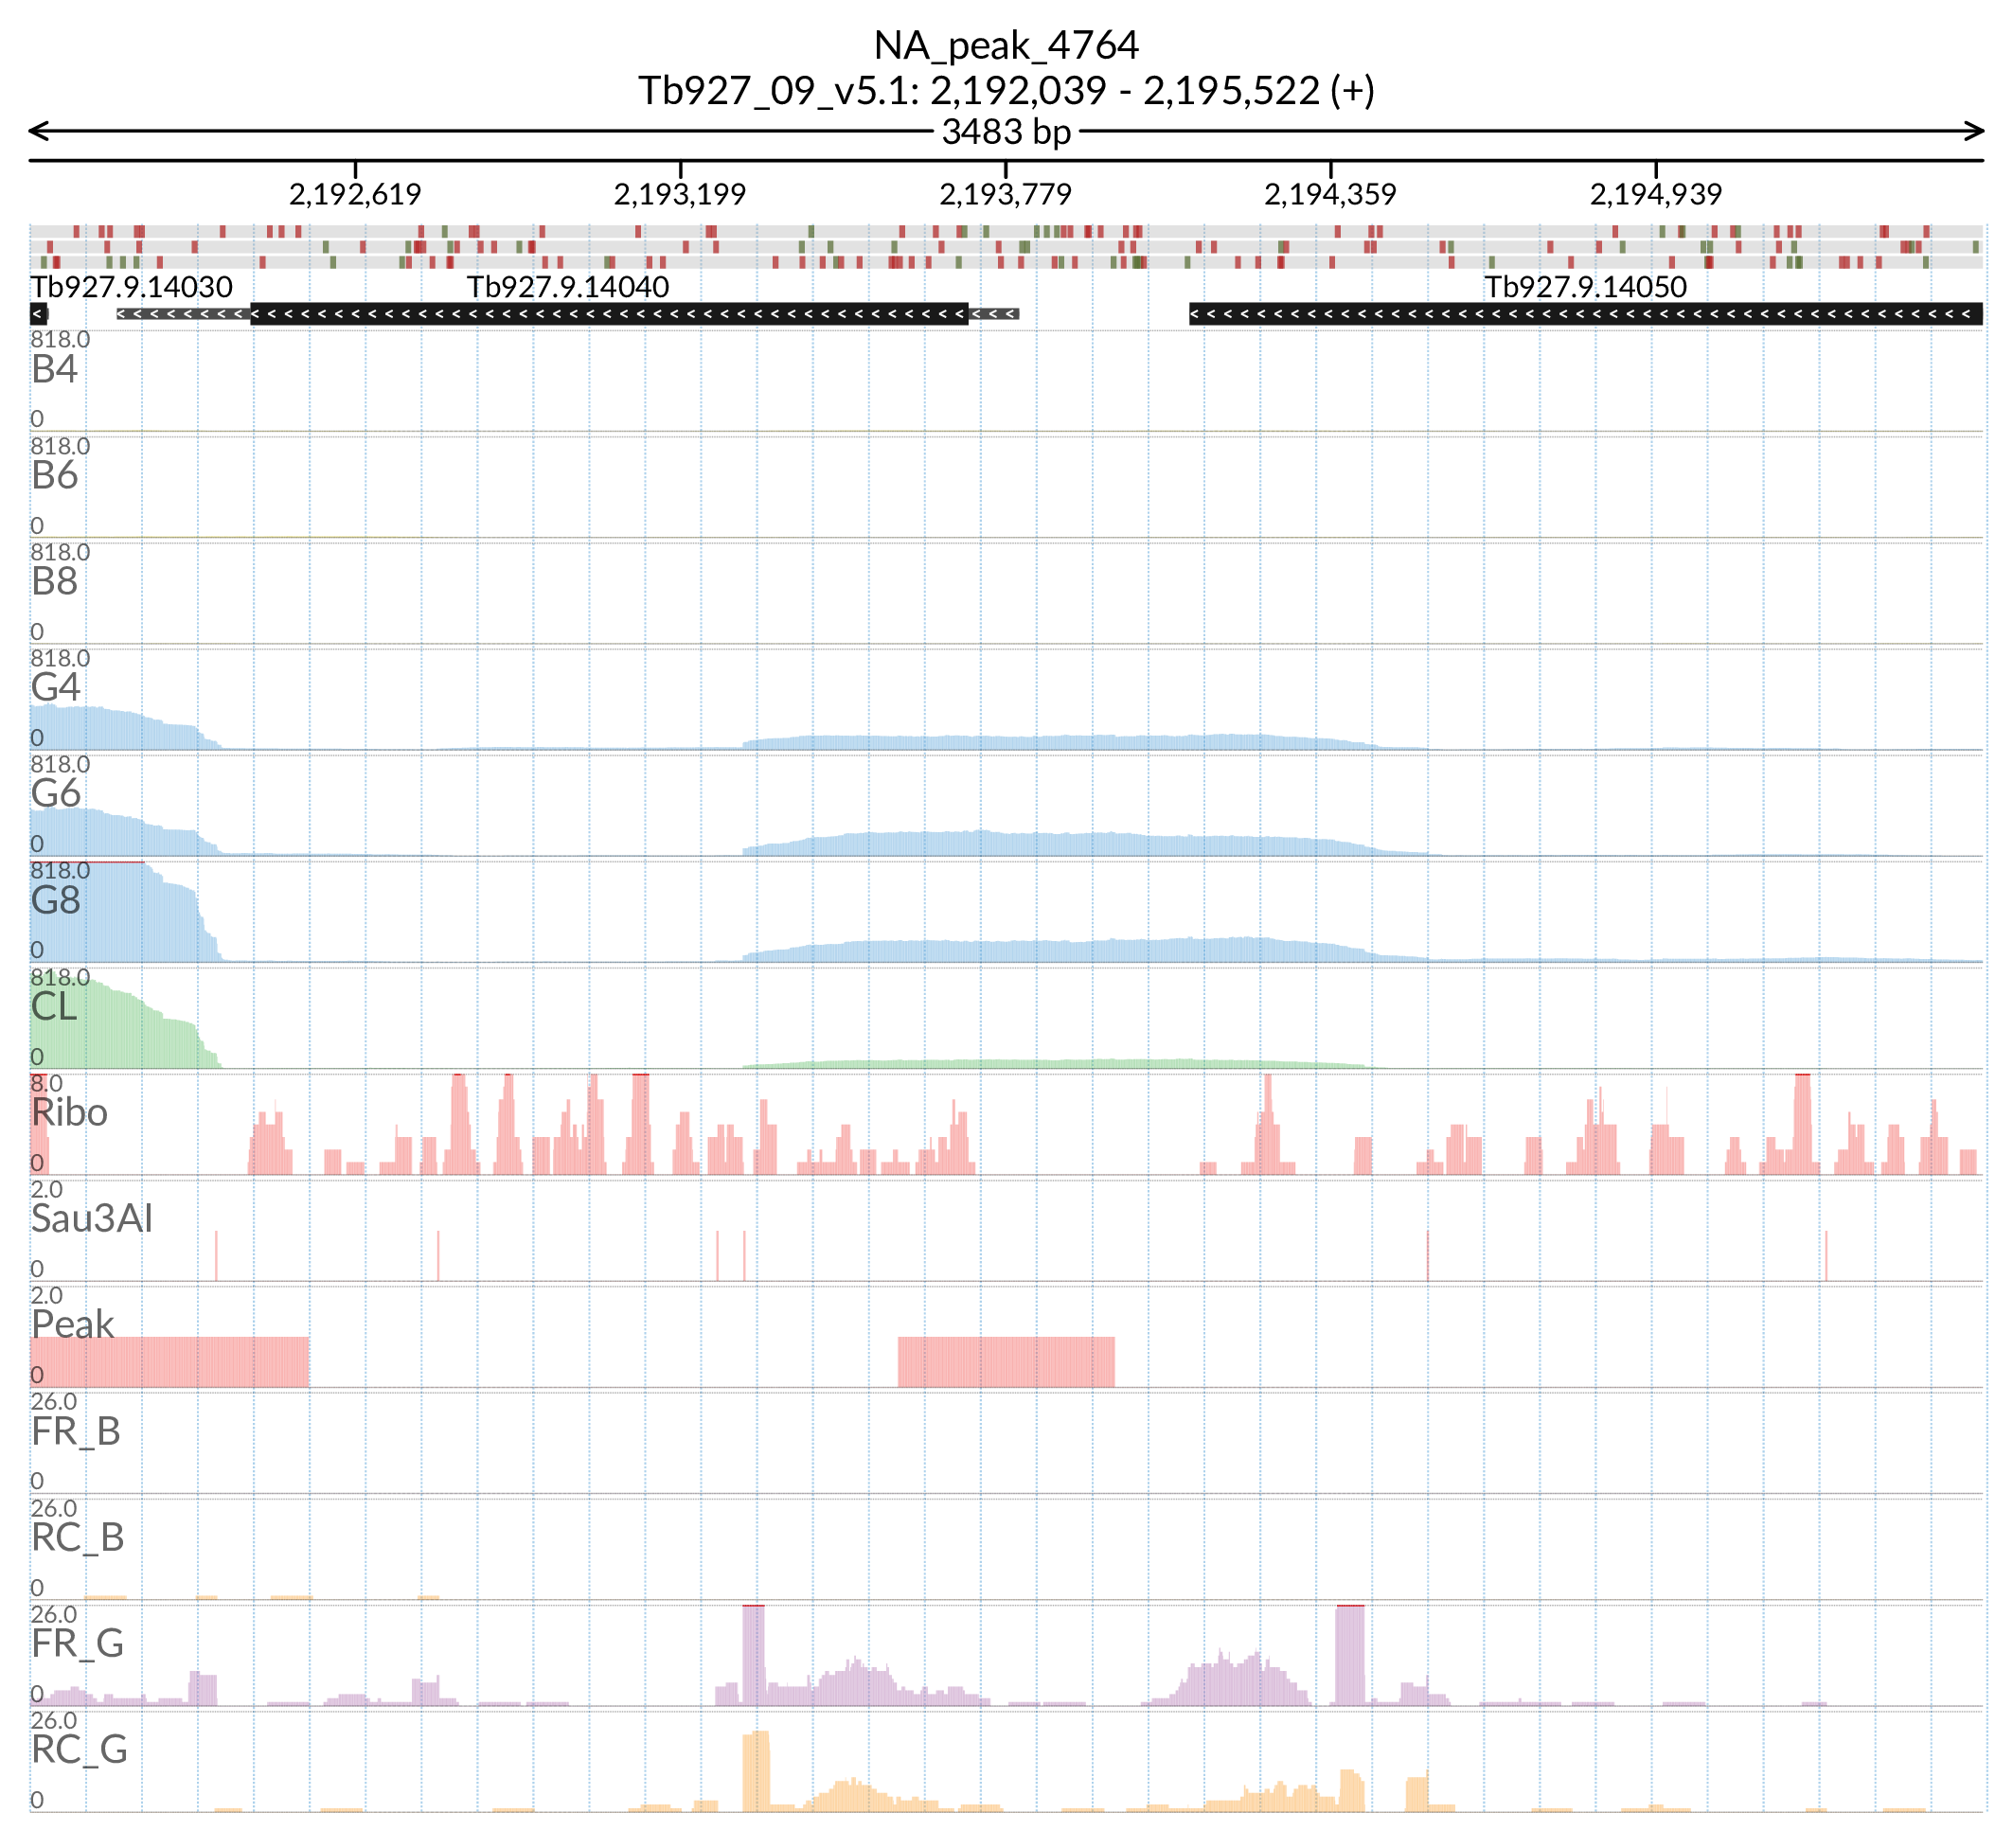 NA_peak_4764
Tb927_09_v5.1: 2,192,039 - 2,195,522 (+)
3483 bp
2,192,619 2,193,199 2,193,779 2,194,359 2,194,939
Tb927.9.14030 Tb927.9.14040 Tb927.9.14050
818.0
B4
0
818.0
B6
0
818.0
B8
0
818.0
G4
0
818.0
G6
0
818.0
G8
0
818.0
CL
0
8.0
Ribo
0
2.0
Sau3AI
0
2.0
Peak
0
26.0
FR_B
0
26.0
RC_B
0
26.0
FR_G
0
26.0
RC_G
0